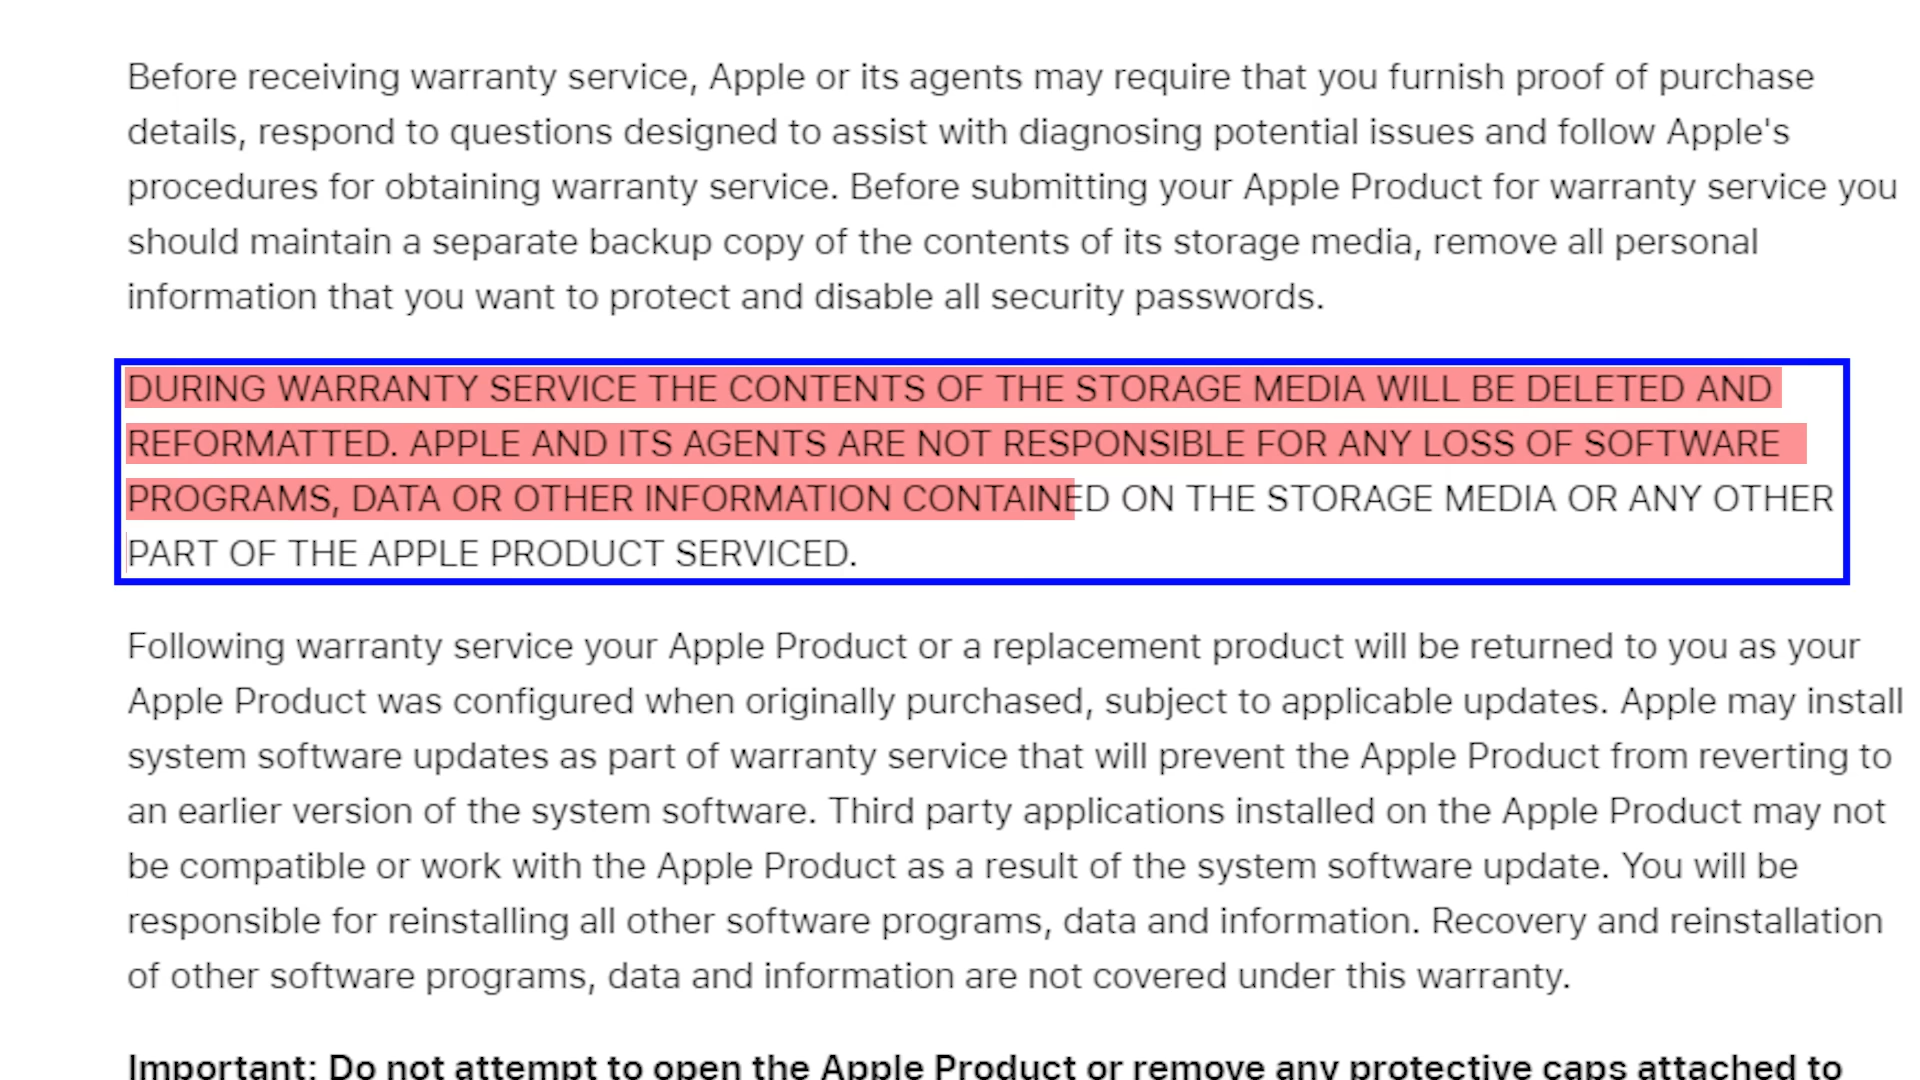 Before receiving warranty service, Apple or its agents may require that you furnish proof of purchase
details, respond to questions designed to assist with diagnosing potential issues and follow Apple's
procedures for obtaining warranty service. Before submitting your Apple Product for warranty service you
should maintain a separate backup copy of the contents of its storage media, remove all personal
information that you want to protect and disable all security passwords.
DURING WARRANTY SERVICE THE CONTENTS OF THE STORAGE MEDIA WILL BE DELETED AND
REFORMATTED. APPLE AND ITS AGENTS ARE NOT RESPONSIBLE FOR ANY LOSS OF SOFTWARE
PROGRAMS, DATA OR OTHER INFORMATION CONTAINED ON THE STORAGE MEDIA OR ANY OTHER
PART OF THE APPLE PRODUCT SERVICED.
Following warranty service your Apple Product or a replacement product will be returned to you as your
Apple Product was configured when originally purchased, subject to applicable updates. Apple may install
system software updates as part of warranty service that will prevent the Apple Product from reverting to
an earlier version of the system software. Third party applications installed on the Apple Product may not
be compatible or work with the Apple Product as a result of the system software update. You will be
responsible for reinstalling all other software programs, data and information. Recovery and reinstallation
of other software programs, data and information are not covered under this warranty.
Important: Do not attempt to open the Apple Product or remove any protective caps attached to